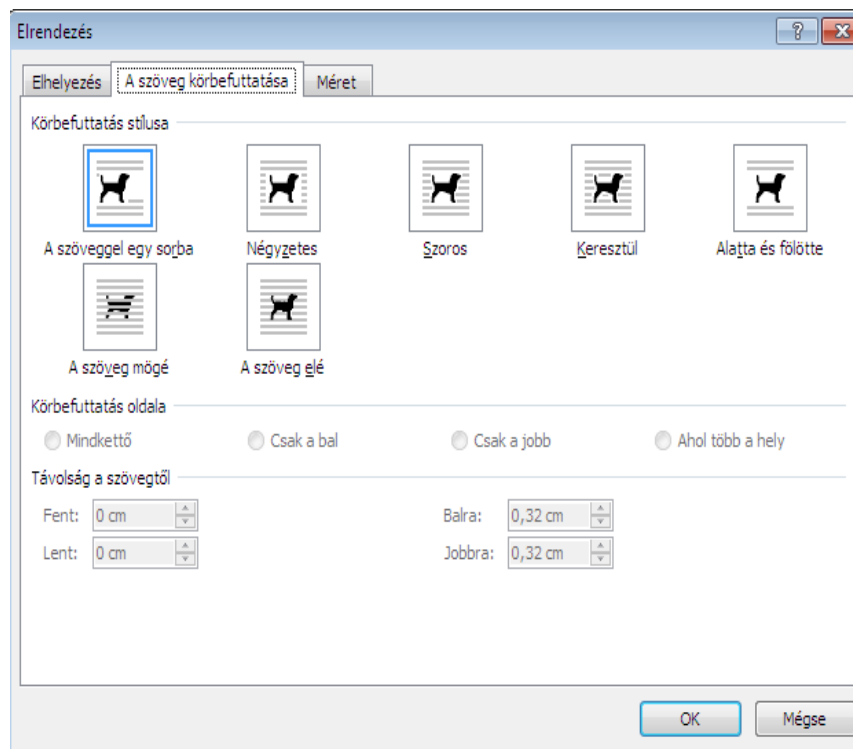 Elrendezés
Elhelyezés A szöveg körbefuttatása Méret
Körbefuttatás stílusa
A szöveggel egy sorba Négyzetes Szoros Keresztül Alatta és fölötte
A szöveg mögé A szöveg elé
Körbefuttatás oldala
Mindkettő Csak a bal Csak a jobb Ahol több a hely
Távolság a szövegtől
Fent: 0 cm Balra: 0,32 cm
Lent: 0 cm Jobbra: 0,32 cm
OK Mégse